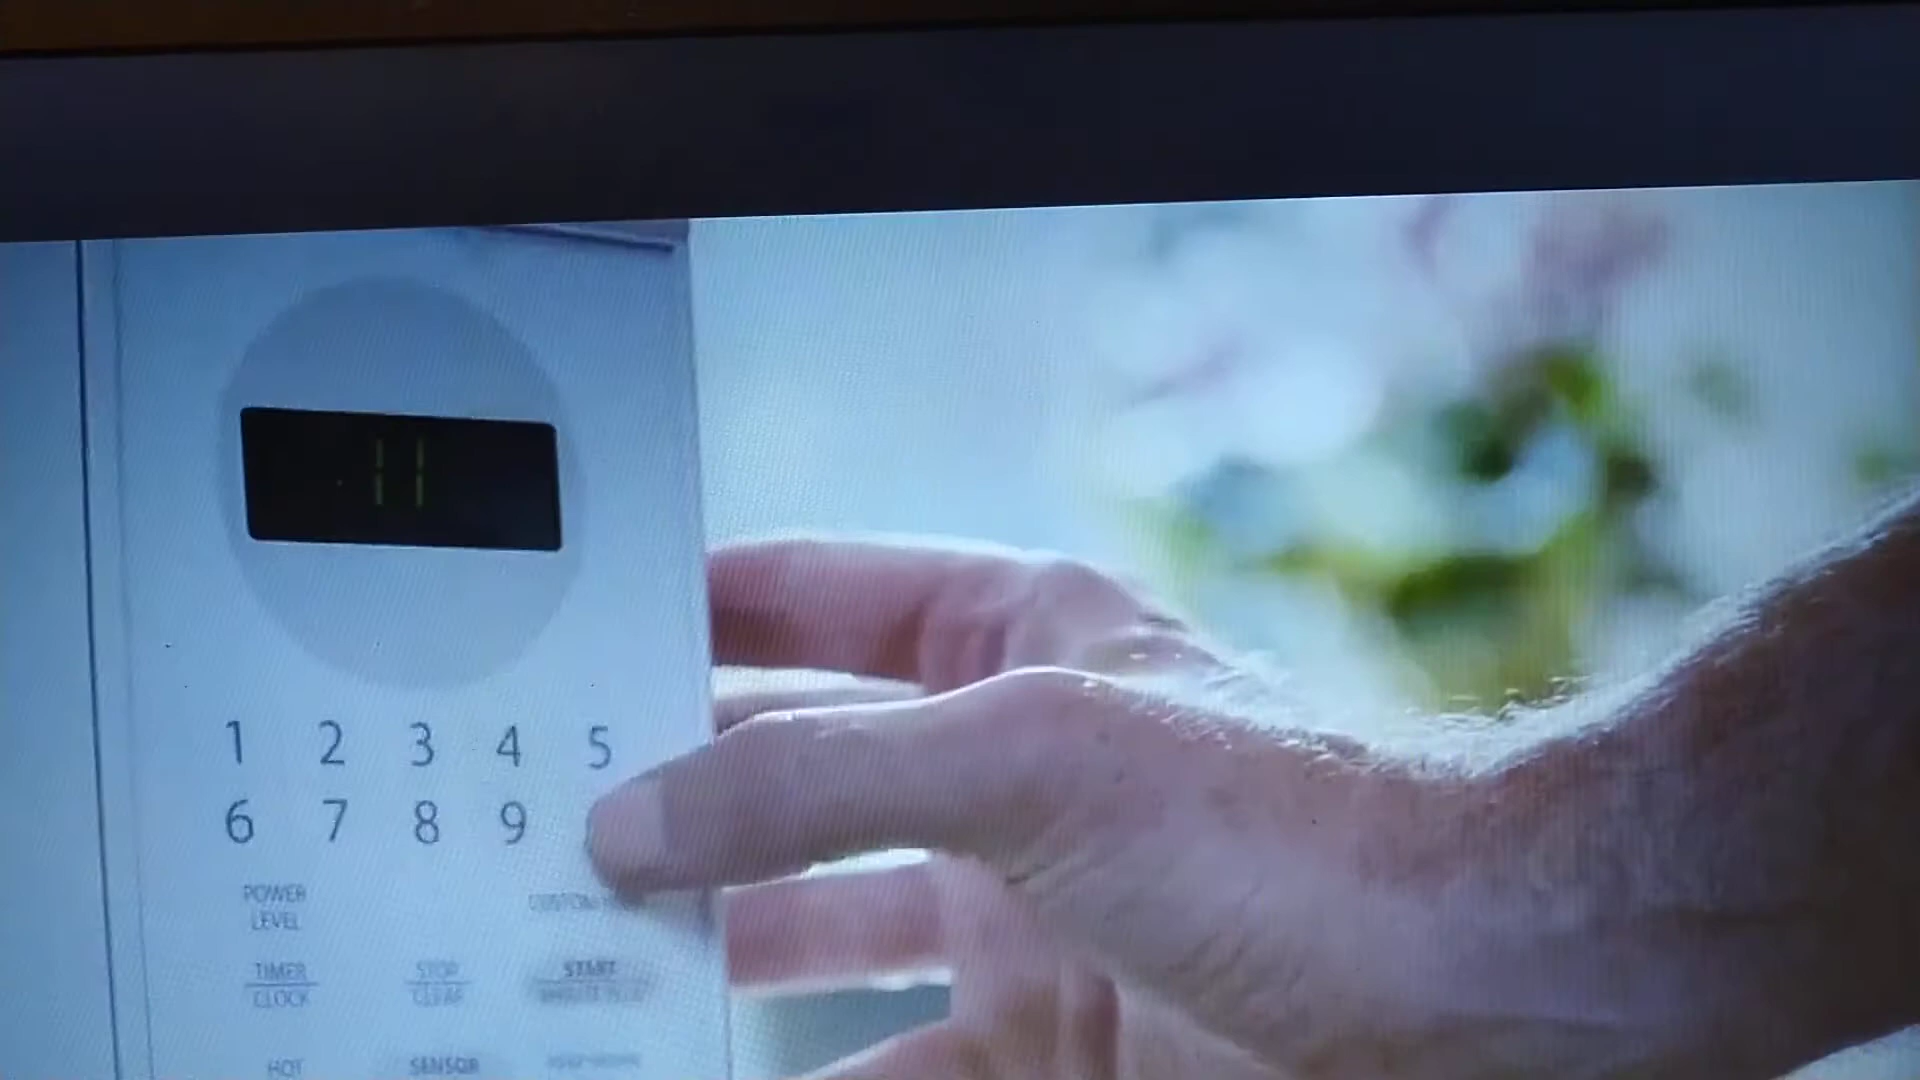 11
1 2 3 4 5
6 7 8 9
POWER
LEVEL
TIMER
CLOCK
STOP
CLEAR
START
HOT
SENSOR